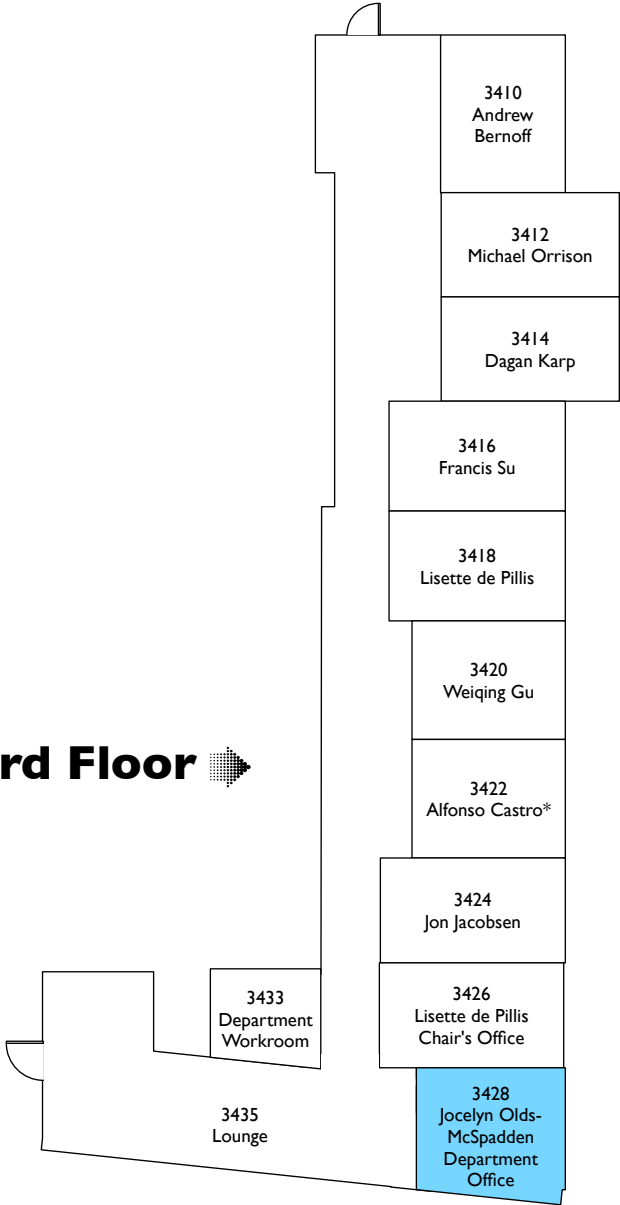 3410
Andrew
Bernoff
3412
Michael Orrison
3414
Dagan Karp
3416
Francis Su
3418
Lisette de Pillis
3420
Weiqing Gu
rd Floor
3422
Alfonso Castro*
3424
Jon Jacobsen
3433
Department
Workroom
3426
Lisette de Pillis
Chair's Office
3435
Lounge
3428
Jocelyn Olds-
McSpadden
Department
Office